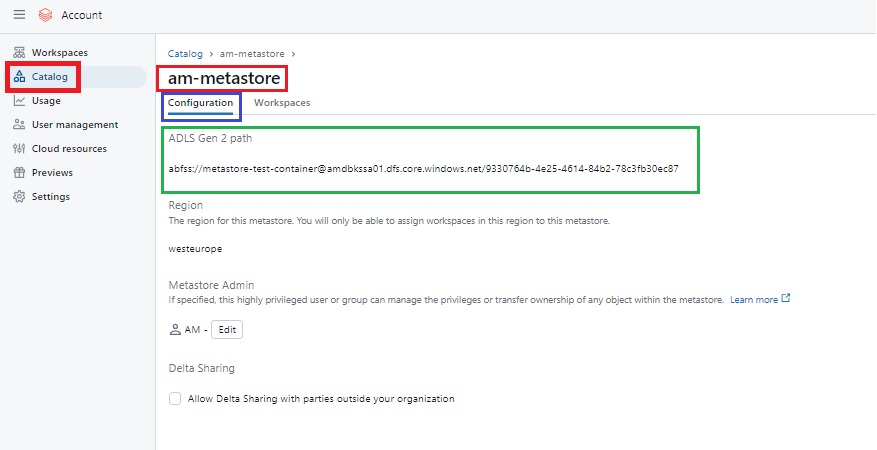 Account
Workspaces
Catalog
Usage
User management
Cloud resources
Previews
Settings
Catalog > am-metastore >
am-metastore
Configuration Workspaces
ADLS Gen 2 path
abfss://metastore-test-container@amdbkssa01.dfs.core.windows.net/9330764b-4e25-4614-84b2-78c3fb30ec87
Region
The region for this metastore. You will only be able to assign workspaces in this region to this metastore.
westeurope
Metastore Admin
If specified, this highly privileged user or group can manage the privileges or transfer ownership of any object within the metastore. Learn more
AM - Edit
Delta Sharing
Allow Delta Sharing with parties outside your organization